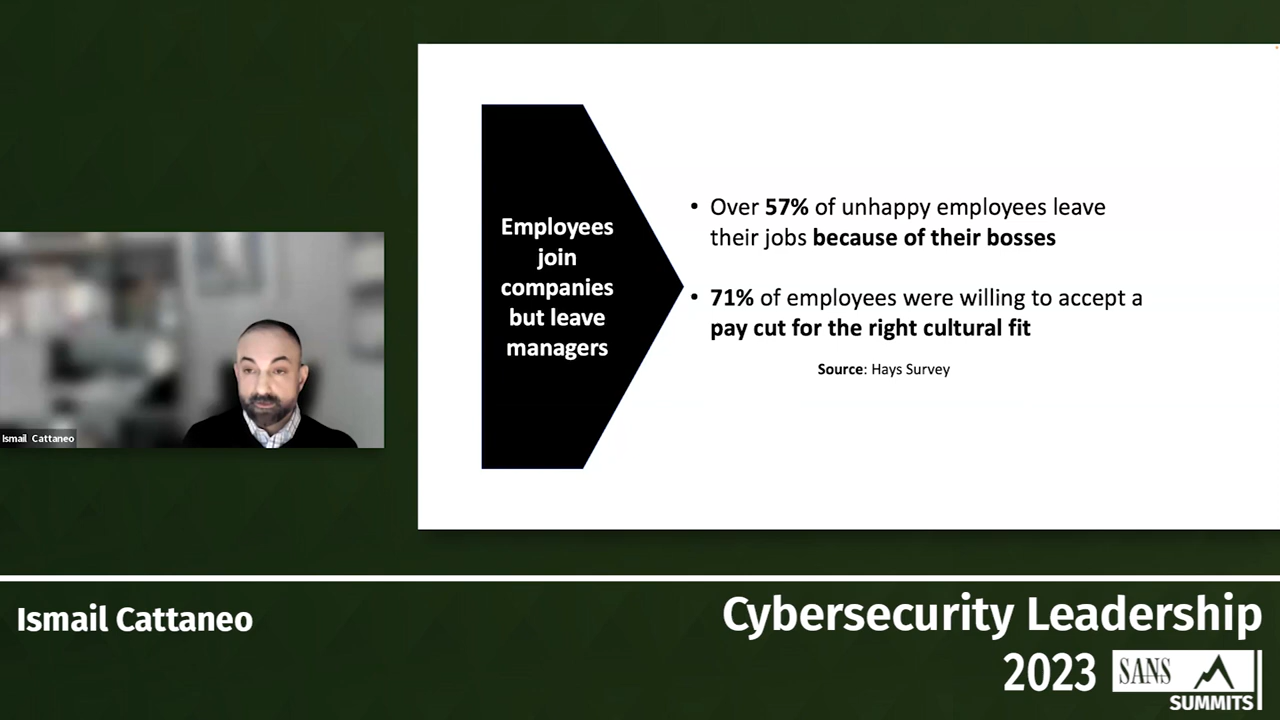 Employees
join
companies
but leave
managers
• Over 57% of unhappy employees leave
their jobs because of their bosses
• 71% of employees were willing to accept a
pay cut for the right cultural fit
Source: Hays Survey
Ismail Cattaneo
Ismail Cattaneo
Cybersecurity Leadership
2023
SANS
SUMMITS